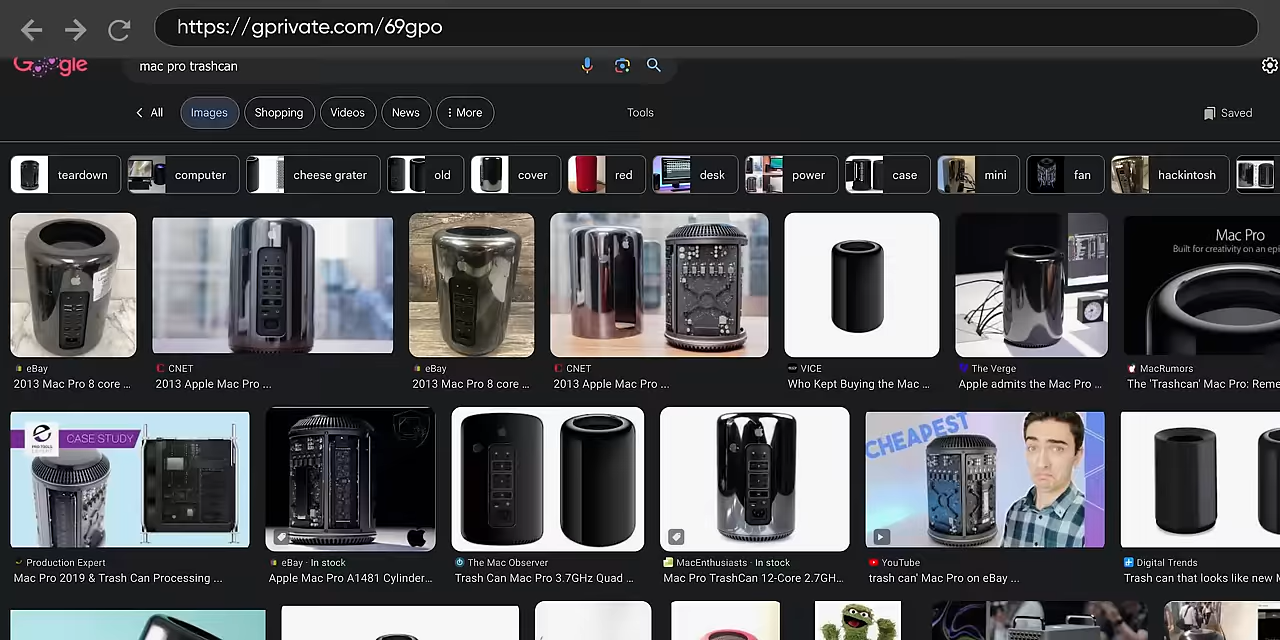 https://gprivate.com/69gpo
Google
mac pro trashcan
All Images Shopping Videos News More Tools Saved
teardown computer cheese grater old cover red desk power case mini fan hackintosh
Mac Pro
Built for creativity on an epi
eBay CNET eBay CNET VICE The Verge MacRumors
2013 Mac Pro 8 core ... 2013 Apple Mac Pro ... 2013 Mac Pro 8 core ... 2013 Apple Mac Pro ... Who Kept Buying the Mac ... Apple admits the Mac Pro ... The 'Trashcan' Mac Pro: Reme
CASE STUDY
PRO TOOLS
EXPERT
CHEAPEST
Production Expert eBay · In stock The Mac Observer MacEnthusiasts · In stock YouTube Digital Trends
Mac Pro 2019 & Trash Can Processing ... Apple Mac Pro A1481 Cylinder... Trash Can Mac Pro 3.7GHz Quad ... Mac Pro TrashCan 12-Core 2.7GH... trash can' Mac Pro on eBay ... Trash can that looks like new M